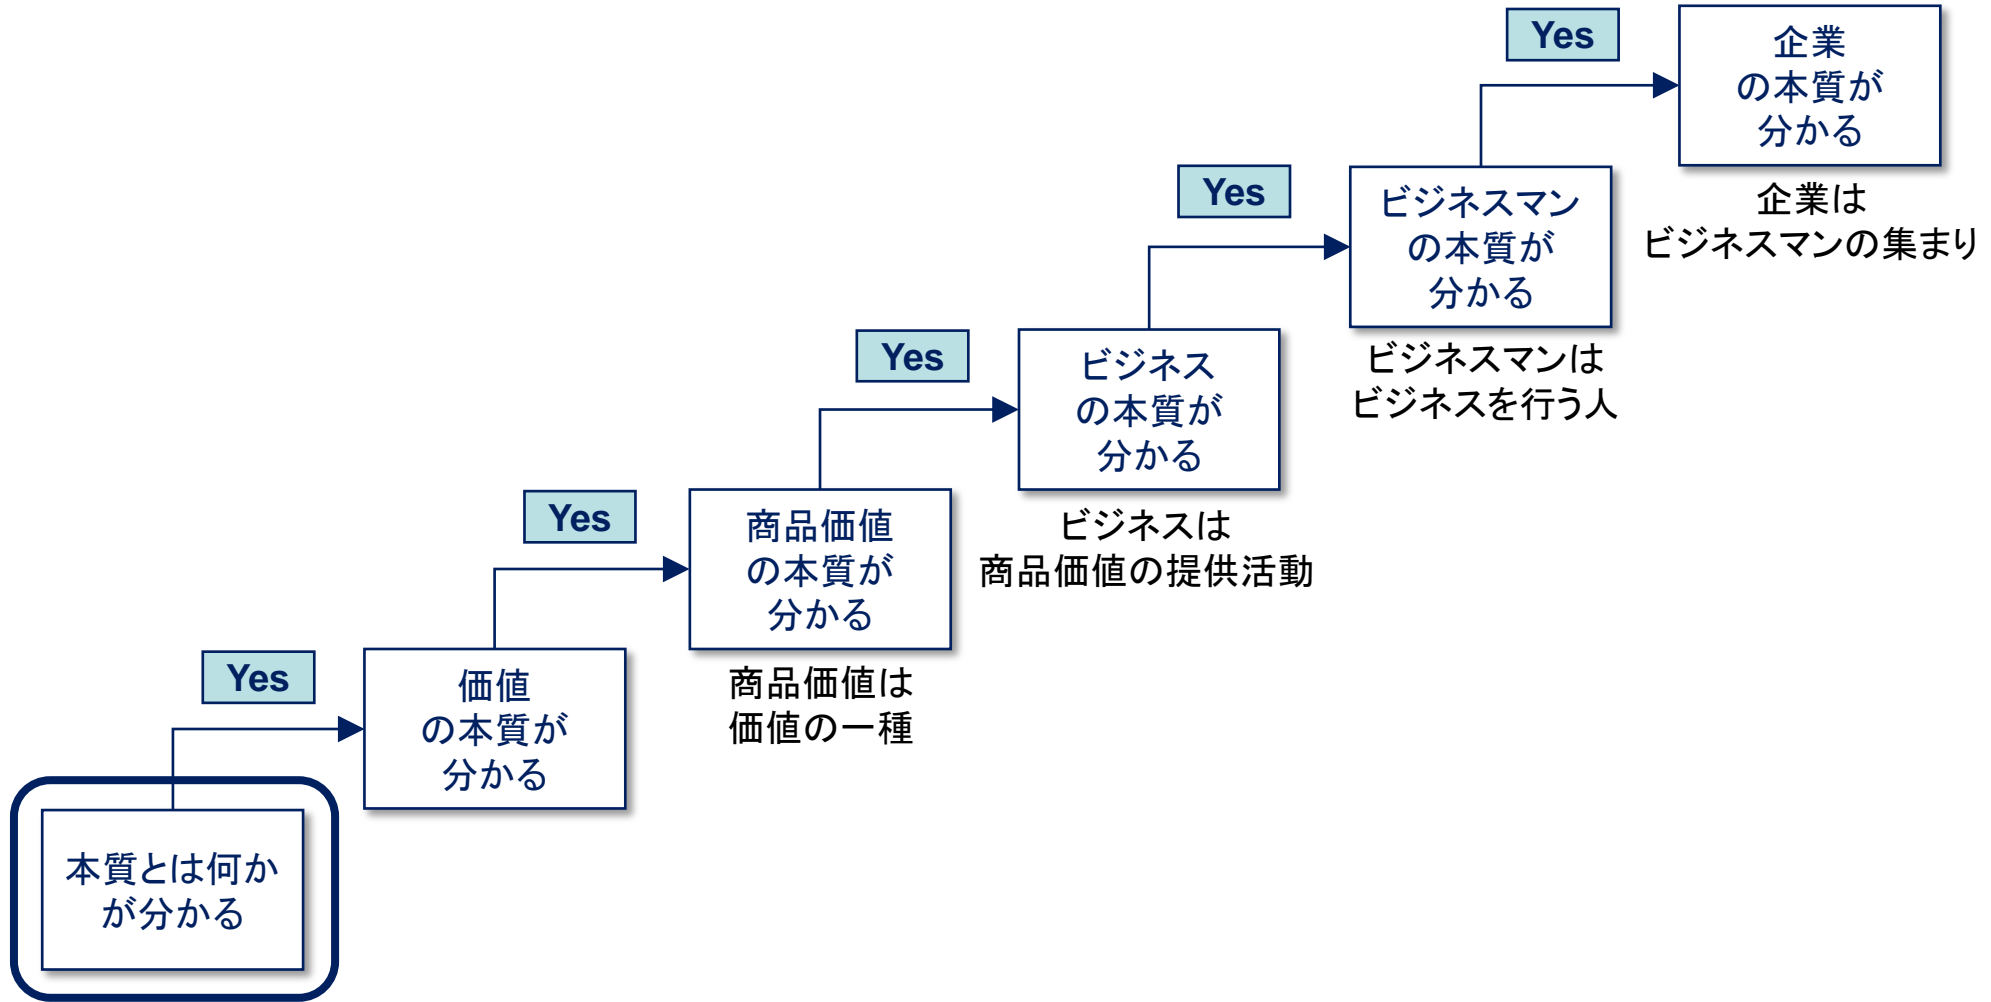 Yes
企業
の本質が
分かる
企業は
ビジネスマンの集まり
Yes
ビジネスマン
の本質が
分かる
ビジネスマンは
ビジネスを行う人
Yes
ビジネス
の本質が
分かる
ビジネスは
商品価値の提供活動
Yes
商品価値
の本質が
分かる
商品価値は
価値の一種
Yes
価値
の本質が
分かる
本質とは何か
が分かる